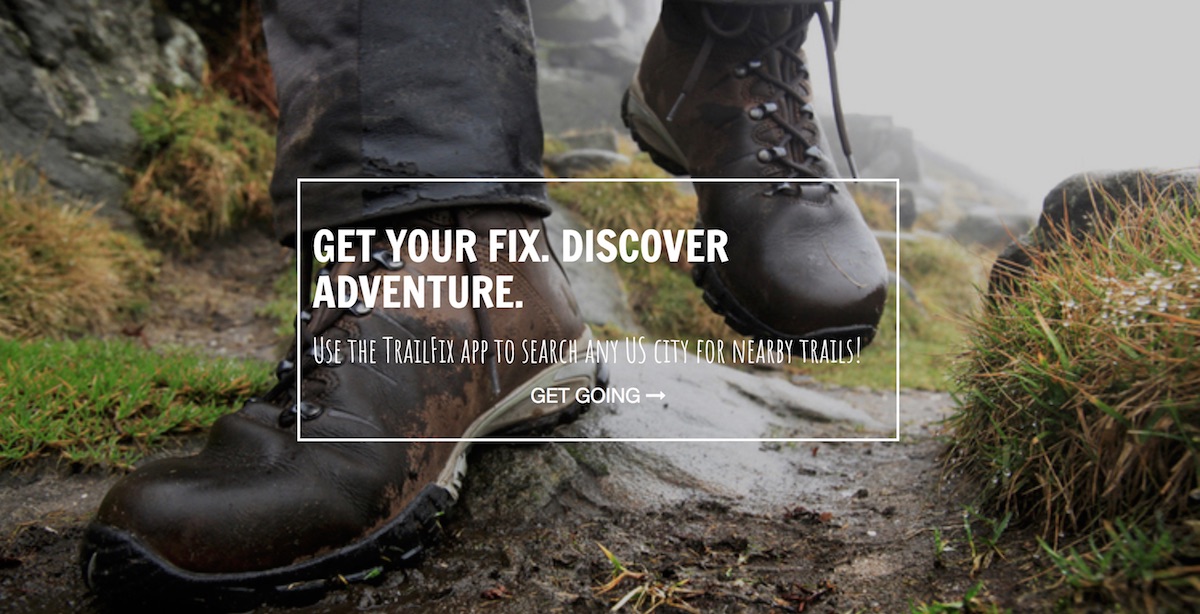 GET YOUR FIX. DISCOVER
ADVENTURE.
Use the TrailFix app to search any US city for nearby trails!
GET GOING →